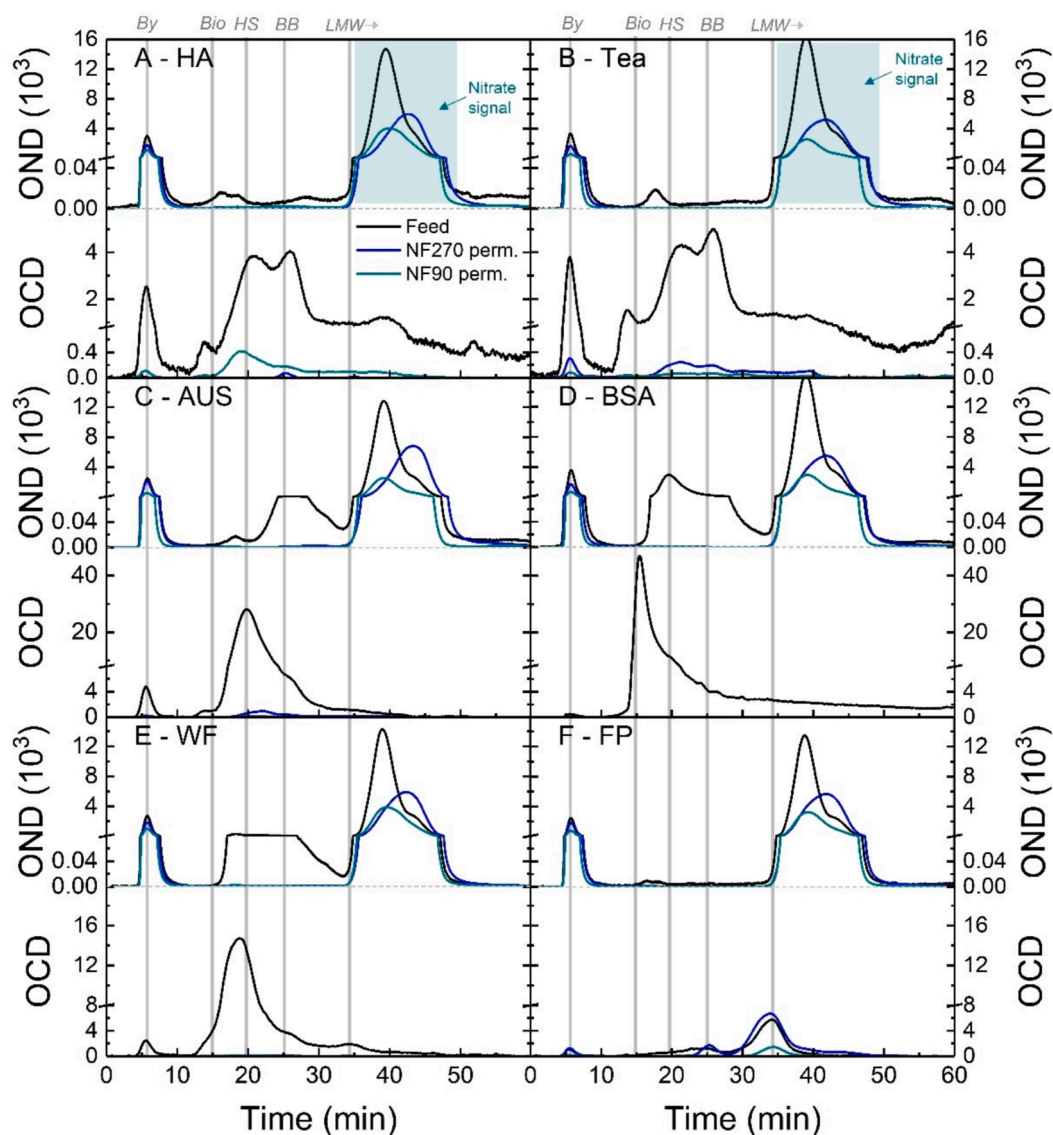 By Bio HS BB LMW→ By Bio HS BB LMW→
A - HA
B - Tea
Nitrate signal
Nitrate signal
OND (10³)
16
12
8
4
0.04
0.00
16
12
8
4
0.04
0.00
OND (10³)
Feed
NF270 perm.
NF90 perm.
OCD
4
2
0.4
0.0
4
2
0.4
0.0
OCD
C - AUS
D - BSA
OND (10³)
12
8
4
0.04
0.00
12
8
4
0.04
0.00
OND (10³)
OCD
40
20
4
0
40
20
4
0
OCD
E - WF
F - FP
OND (10³)
12
8
4
0.04
0.00
12
8
4
0.04
0.00
OND (10³)
OCD
16
12
8
4
0
16
12
8
4
0
OCD
0 10 20 30 40 50 0 10 20 30 40 50 60
Time (min) Time (min)